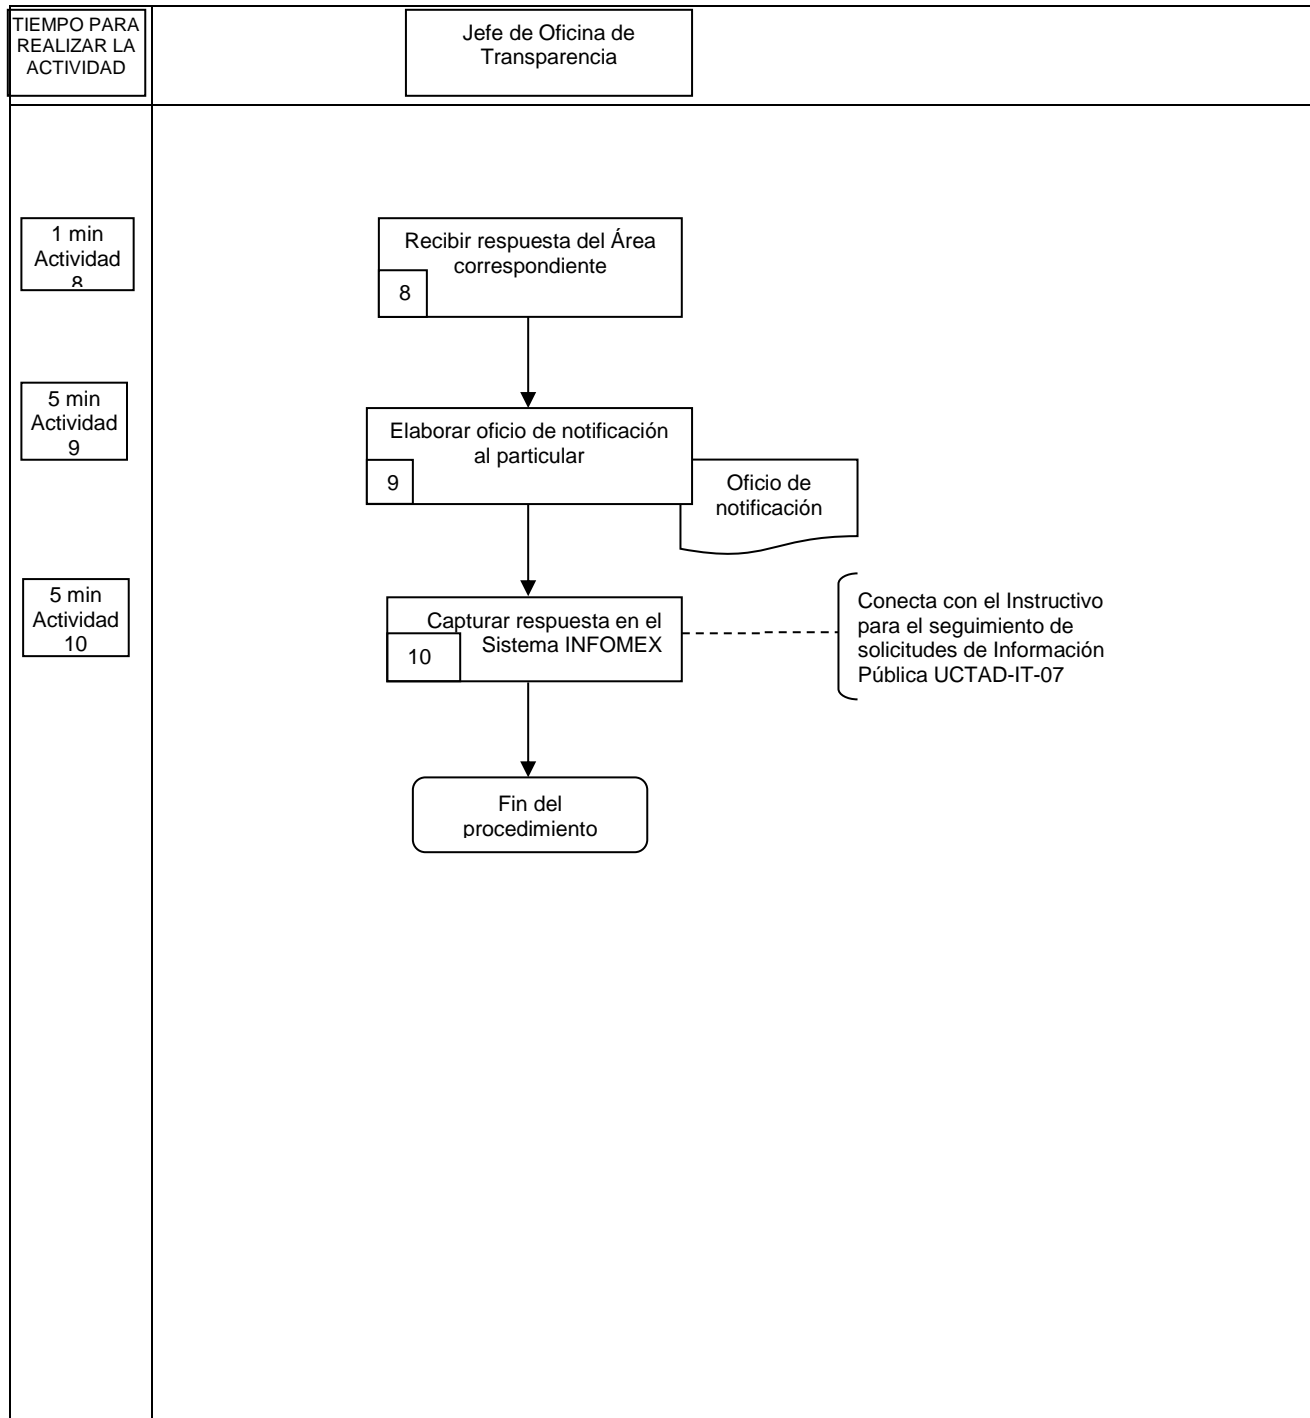 TIEMPO PARA
REALIZAR LA
ACTIVIDAD
Jefe de Oficina de
Transparencia
1 min
Actividad
8
Recibir respuesta del Área
correspondiente
8
5 min
Actividad
9
Elaborar oficio de notificación
al particular
9
Oficio de
notificación
5 min
Actividad
10
Capturar respuesta en el
Sistema INFOMEX
10
Conecta con el Instructivo
para el seguimiento de
solicitudes de Información
Pública UCTAD-IT-07
Fin del
procedimiento